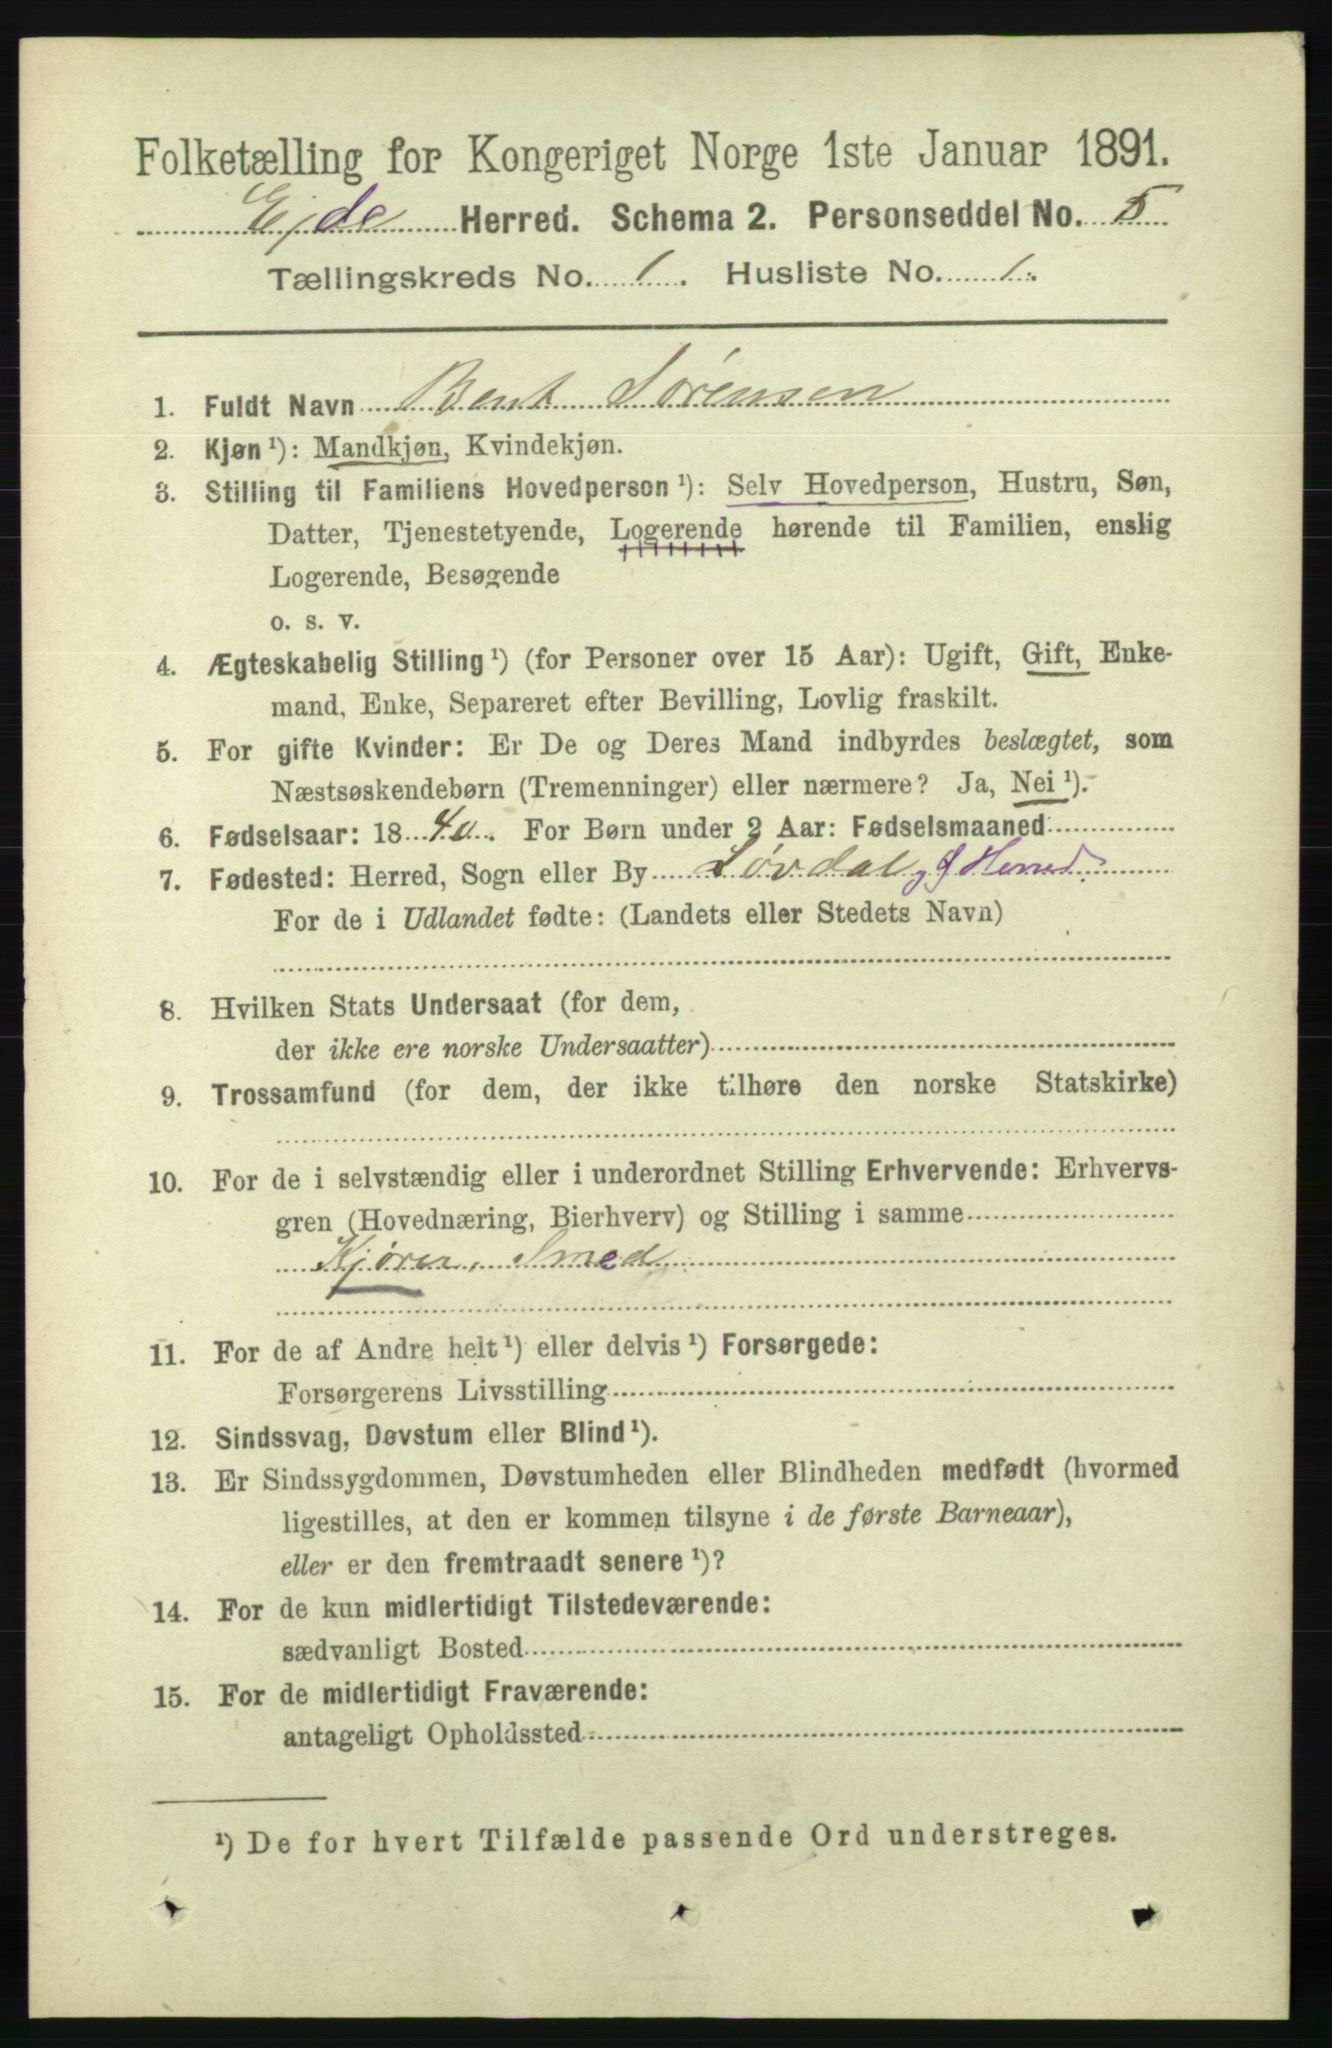 Folketælling for Kongeriget Norge 1ste Januar 1891.
Ejde Herred. Schema 2. Personseddel No. 5
Tællingskreds No. 1. Husliste No. 1.
1. Fuldt Navn Bent Sørensen
2. Kjøn ¹): Mandkjøn, Kvindekjøn.
3. Stilling til Familiens Hovedperson ¹): Selv Hovedperson, Hustru, Søn,
Datter, Tjenestetyende, Logerende hørende til Familien, enslig
Logerende, Besøgende
o. s. v.
4. Ægteskabelig Stilling ¹) (for Personer over 15 Aar): Ugift, Gift, Enke-
mand, Enke, Separeret efter Bevilling, Lovlig fraskilt.
5. For gifte Kvinder: Er De og Deres Mand indbyrdes beslægtet, som
Næstsøskendebørn (Tremenninger) eller nærmere? Ja, Nei ¹).
6. Fødselsaar: 1840. For Børn under 2 Aar: Fødselsmaaned
7. Fødested: Herred, Sogn eller By Løvdal, Herred.
For de i Udlandet fødte: (Landets eller Stedets Navn)
8. Hvilken Stats Undersaat (for dem,
der ikke ere norske Undersaatter)
9. Trossamfund (for dem, der ikke tilhøre den norske Statskirke)
10. For de i selvstændig eller i underordnet Stilling Erhvervende: Erhvervs-
gren (Hovednæring, Bierhverv) og Stilling i samme
Kjører, Smed
11. For de af Andre helt ¹) eller delvis ¹) Forsørgede:
Forsørgerens Livsstilling
12. Sindssvag, Døvstum eller Blind ¹).
13. Er Sindssygdommen, Døvstumheden eller Blindheden medfødt (hvormed
ligestilles, at den er kommen tilsyne i de første Barneaar),
eller er den fremtraadt senere ¹)?
14. For de kun midlertidigt Tilstedeværende:
sædvanligt Bosted
15. For de midlertidigt Fraværende:
antageligt Opholdssted
¹) De for hvert Tilfælde passende Ord understreges.